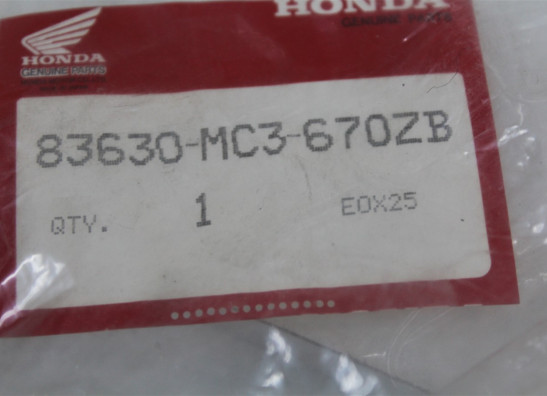 HONDA
GENUINE PARTS
HONDA
GENUINE PARTS
83630-MC3-670ZB
QTY. 1 EOX25